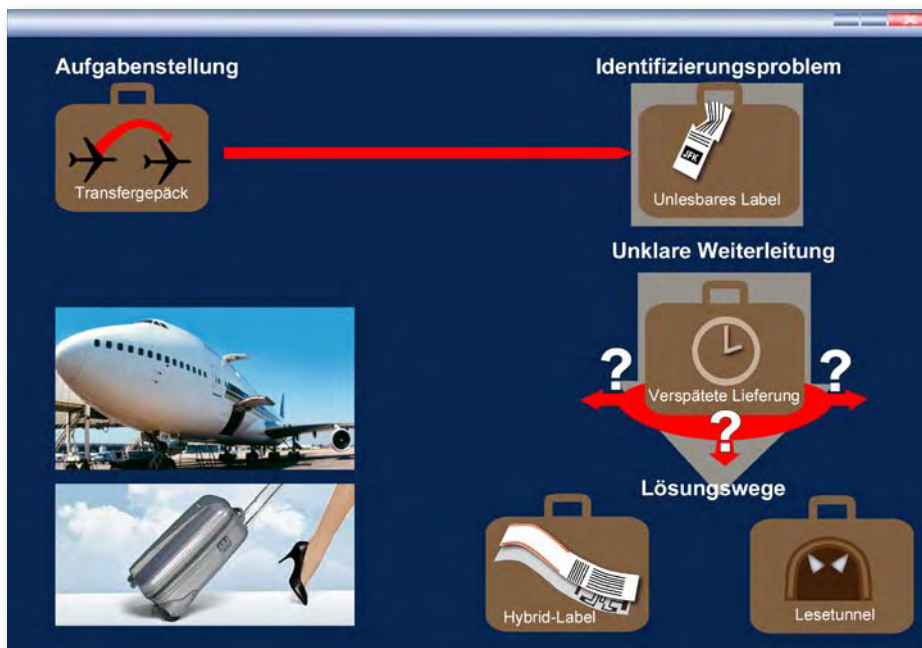 Aufgabenstellung
Transfergepäck
Identifizierungsproblem
JFK
Unlesbares Label
Unklare Weiterleitung
?
?
Verspätete Lieferung
?
Lösungswege
Hybrid-Label
Lesetunnel